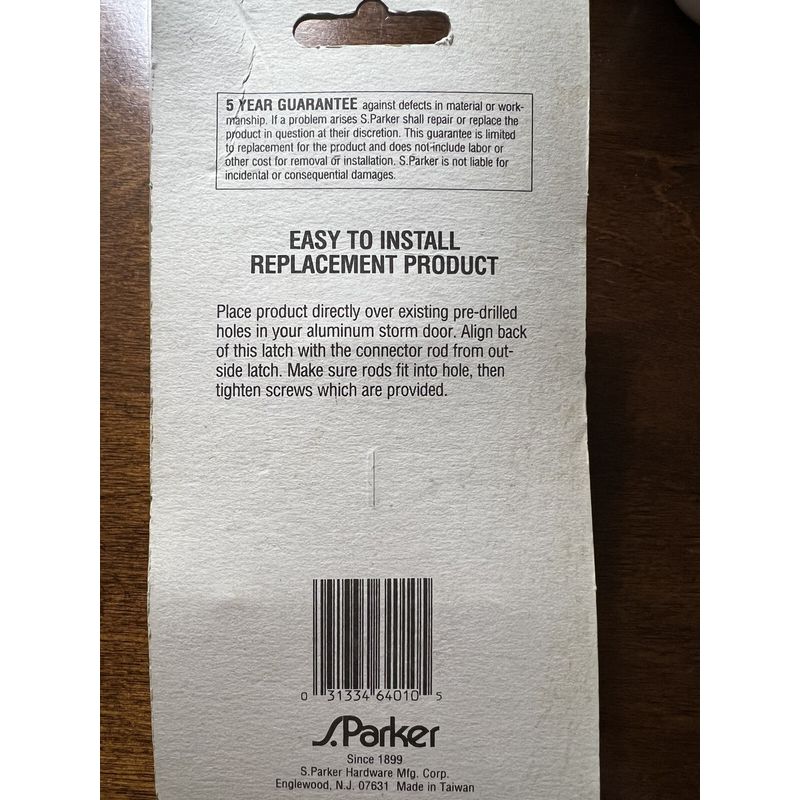 5 YEAR GUARANTEE against defects in material or work-
manship. If a problem arises S.Parker shall repair or replace the
product in question at their discretion. This guarantee is limited
to replacement for the product and does not include labor or
other cost for removal or installation. S.Parker is not liable for
incidental or consequential damages.
EASY TO INSTALL
REPLACEMENT PRODUCT
Place product directly over existing pre-drilled
holes in your aluminum storm door. Align back
of this latch with the connector rod from out-
side latch. Make sure rods fit into hole, then
tighten screws which are provided.
0 31334 64010 5
S.Parker
Since 1899
S.Parker Hardware Mfg. Corp.
Englewood, N.J. 07631 Made in Taiwan